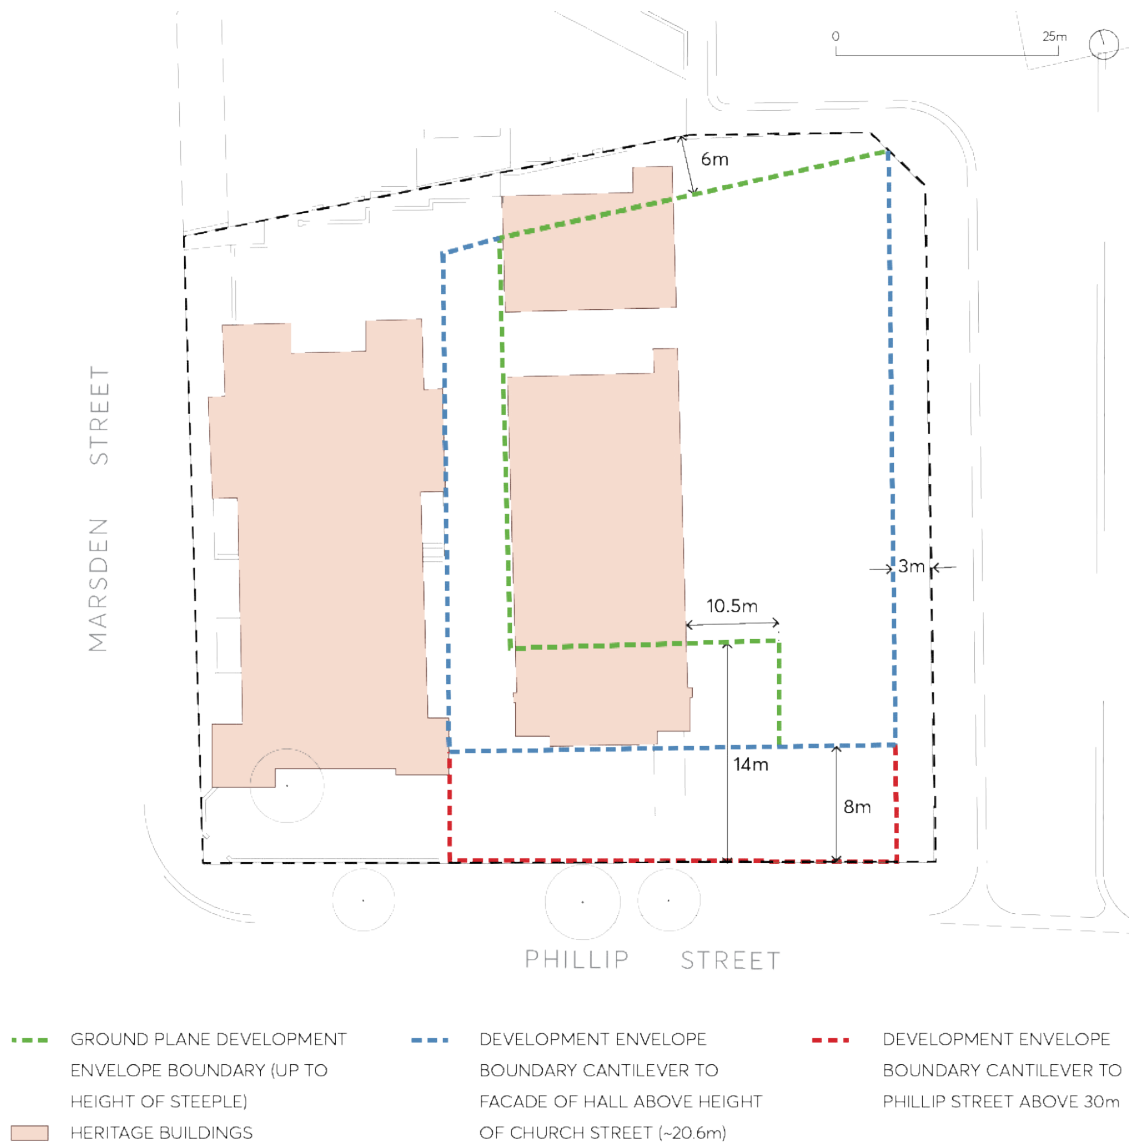 0 25m
6m
MARSDEN STREET
3m
10.5m
14m
8m
PHILLIP STREET
GROUND PLANE DEVELOPMENT
ENVELOPE BOUNDARY (UP TO
HEIGHT OF STEEPLE)
HERITAGE BUILDINGS
DEVELOPMENT ENVELOPE
BOUNDARY CANTILEVER TO
FACADE OF HALL ABOVE HEIGHT
OF CHURCH STREET (~20.6m)
DEVELOPMENT ENVELOPE
BOUNDARY CANTILEVER TO
PHILLIP STREET ABOVE 30m